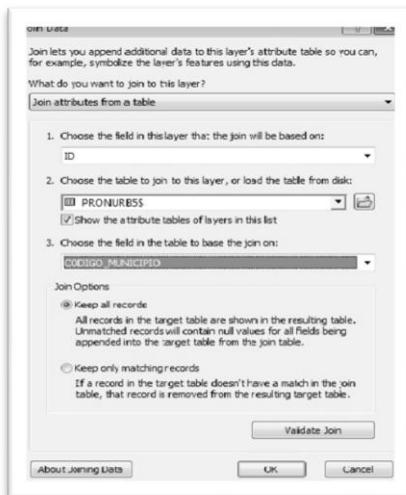 Join Data
Join lets you append additional data to this layer's attribute table so you can,
for example, symbolize the layer's features using this data.
What do you want to join to this layer?
Join attributes from a table
1. Choose the field in this layer that the join will be based on:
ID
2. Choose the table to join to this layer, or load the table from disk:
PRONIURB5$
Show the attribute tables of layers in this list
3. Choose the field in the table to base the join on:
CODIGO_MUNICIPIO
Join Options
Keep all records
All records in the target table are shown in the resulting table.
Unmatched records will contain null values for all fields being
appended into the target table from the join table.
Keep only matching records
If a record in the target table doesn't have a match in the join
table, that record is removed from the resulting target table.
Validate Join
About Joining Data
OK
Cancel